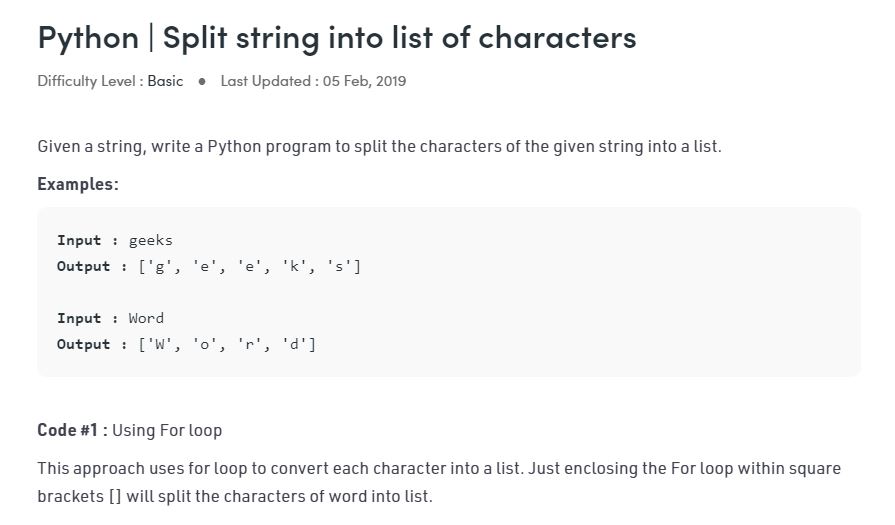 Python | Split string into list of characters
Difficulty Level : Basic ● Last Updated : 05 Feb, 2019
Given a string, write a Python program to split the characters of the given string into a list.
Examples:
Input : geeks
Output : ['g', 'e', 'e', 'k', 's']
Input : Word
Output : ['W', 'o', 'r', 'd']
Code #1 : Using For loop
This approach uses for loop to convert each character into a list. Just enclosing the For loop within square
brackets [] will split the characters of word into list.